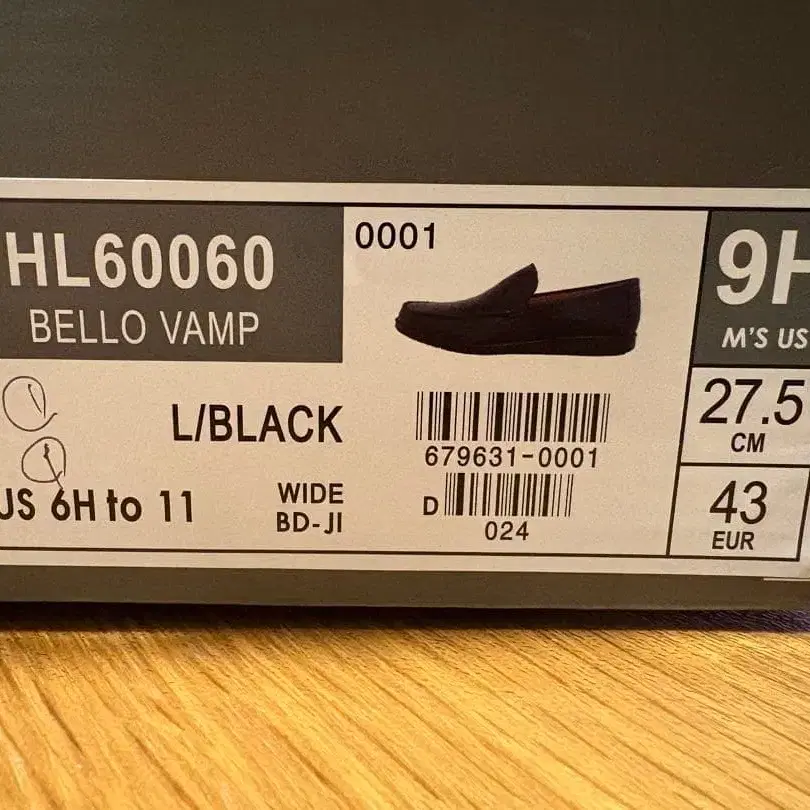 HL60060
BELLO VAMP
0001
9H
M'S US
L/BLACK
679631-0001
27.5
CM
US 6H to 11
WIDE
BD-JI
D
024
43
EUR